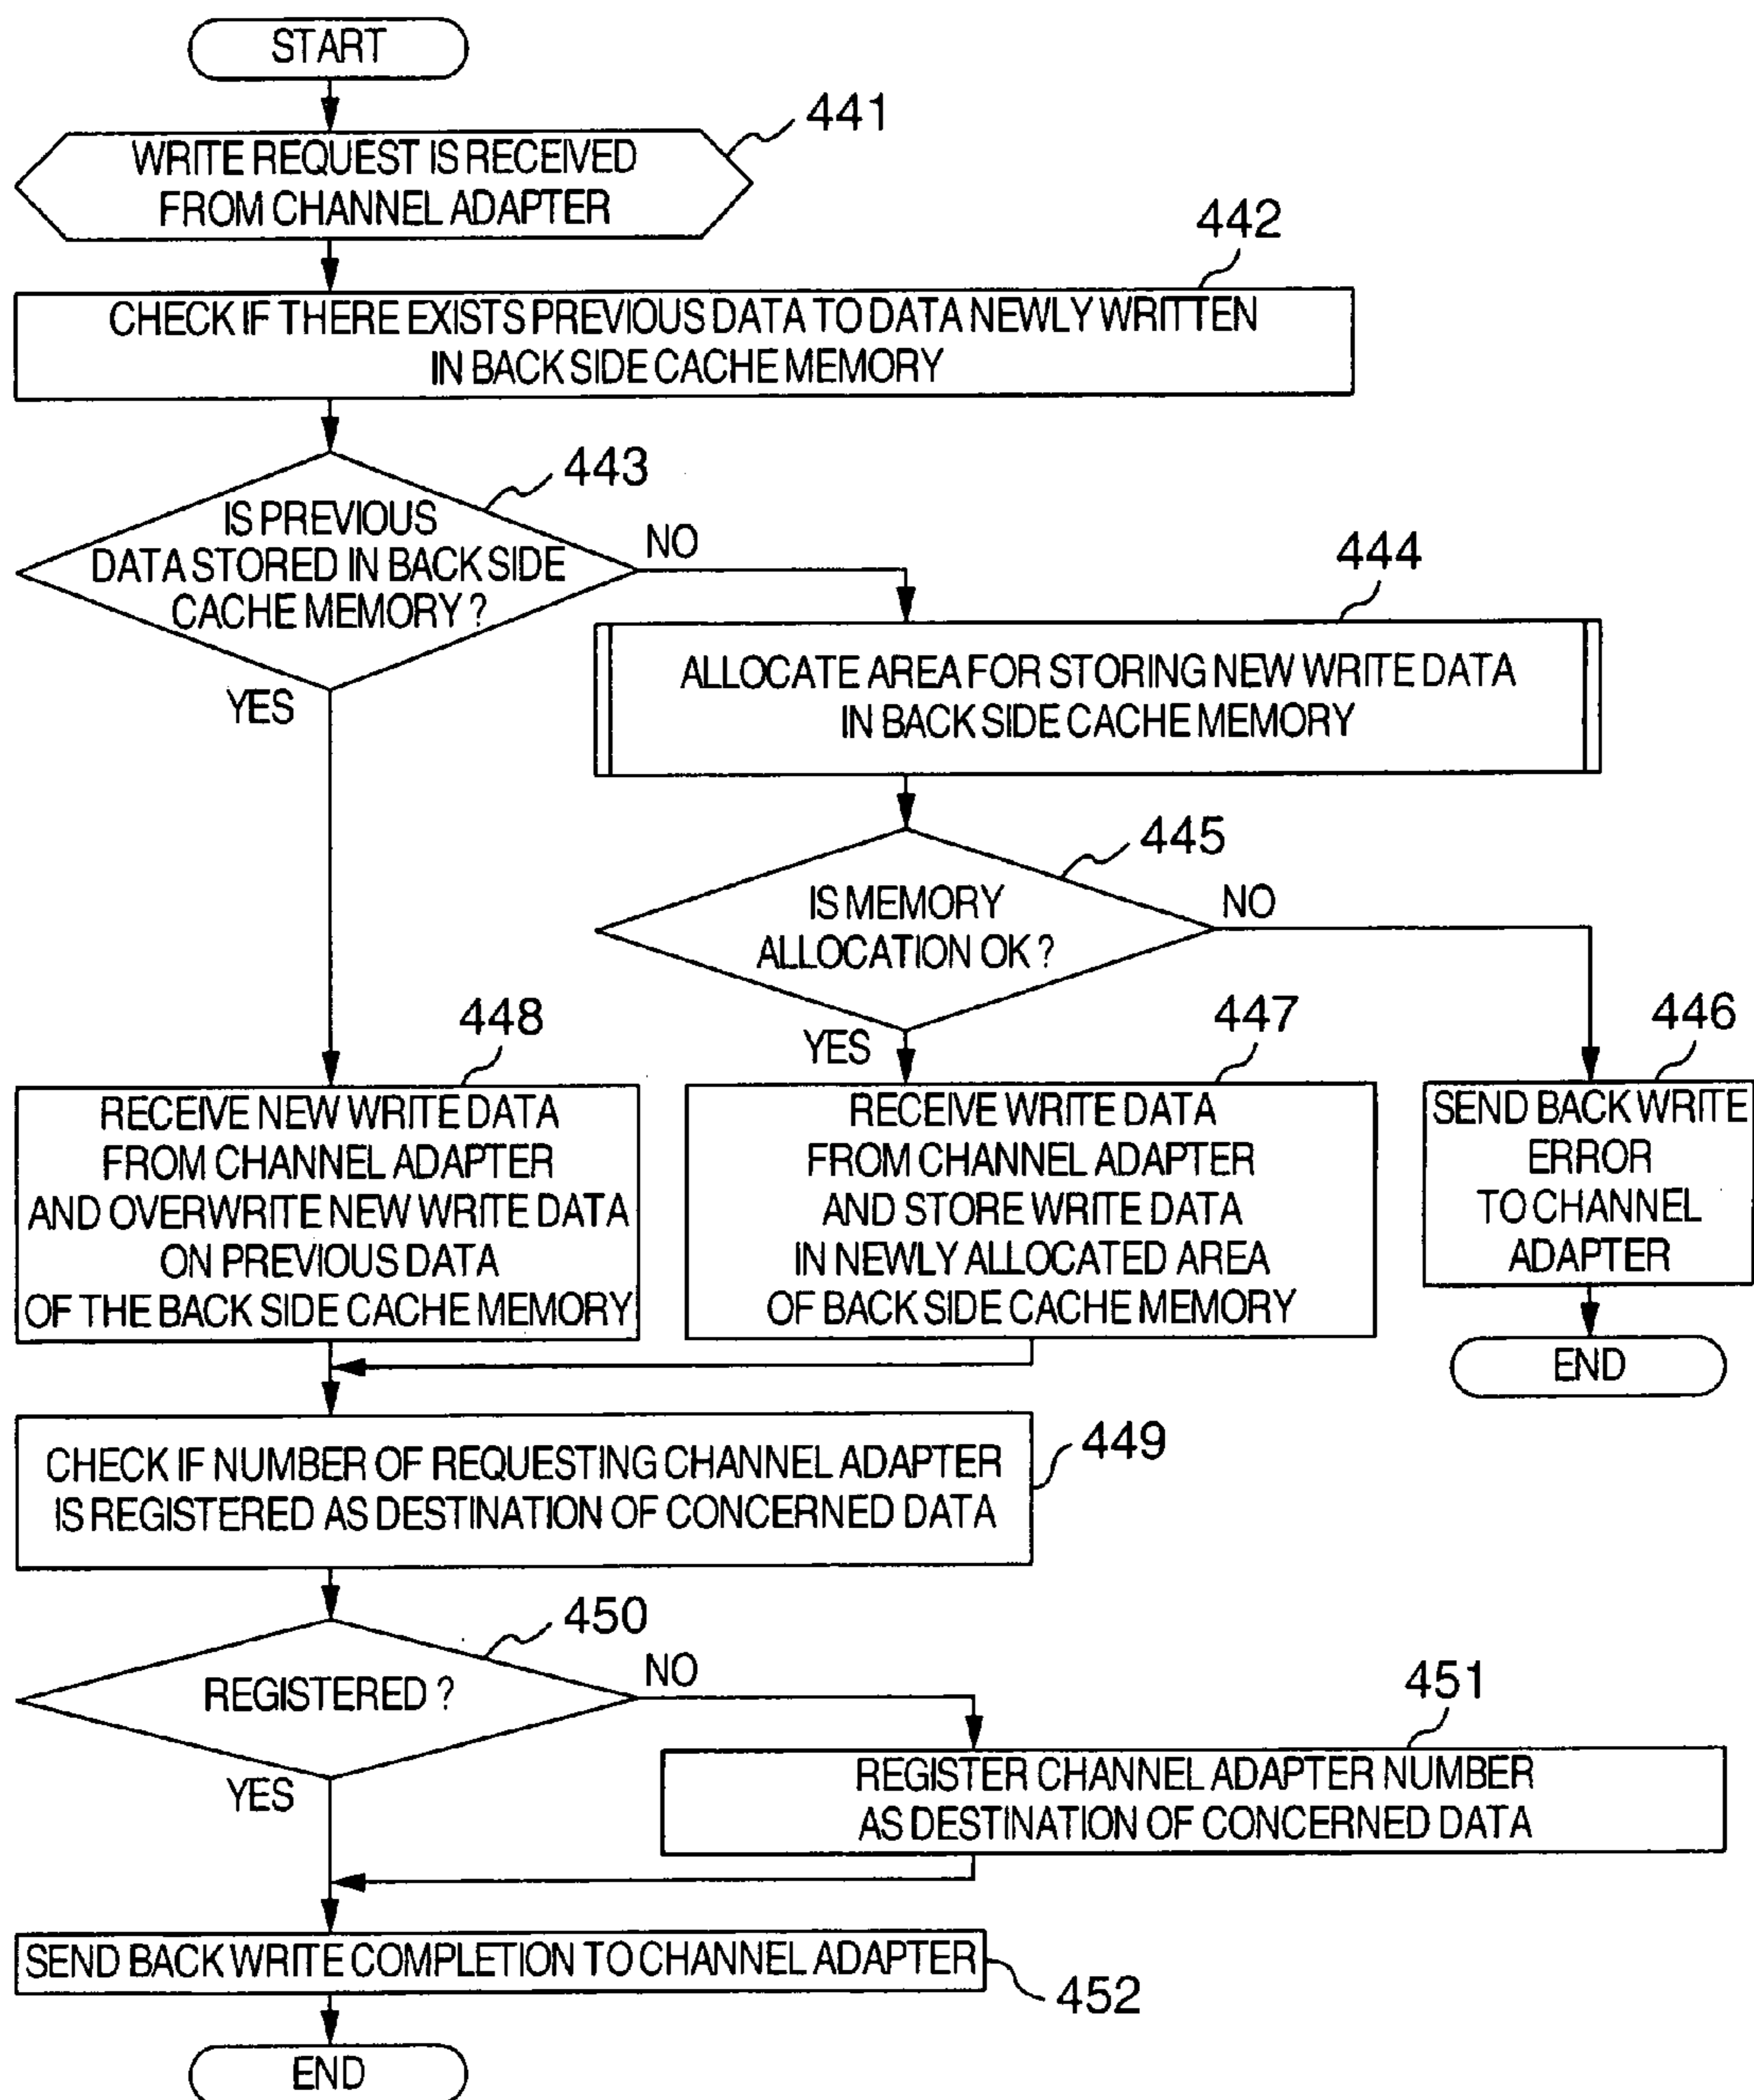 START
441
WRITE REQUEST IS RECEIVED
FROM CHANNEL ADAPTER
442
CHECK IF THERE EXISTS PREVIOUS DATA TO DATA NEWLY WRITTEN
IN BACK SIDE CACHE MEMORY
443
IS PREVIOUS
DATA STORED IN BACK SIDE
CACHE MEMORY ?
NO
YES
444
ALLOCATE AREA FOR STORING NEW WRITE DATA
IN BACK SIDE CACHE MEMORY
445
IS MEMORY
ALLOCATION OK ?
NO
YES
448
RECEIVE NEW WRITE DATA
FROM CHANNEL ADAPTER
AND OVERWRITE NEW WRITE DATA
ON PREVIOUS DATA
OF THE BACK SIDE CACHE MEMORY
447
RECEIVE WRITE DATA
FROM CHANNEL ADAPTER
AND STORE WRITE DATA
IN NEWLY ALLOCATED AREA
OF BACK SIDE CACHE MEMORY
446
SEND BACK WRITE
ERROR
TO CHANNEL
ADAPTER
END
449
CHECK IF NUMBER OF REQUESTING CHANNEL ADAPTER
IS REGISTERED AS DESTINATION OF CONCERNED DATA
450
REGISTERED ?
NO
YES
451
REGISTER CHANNEL ADAPTER NUMBER
AS DESTINATION OF CONCERNED DATA
SEND BACK WRITE COMPLETION TO CHANNEL ADAPTER
452
END